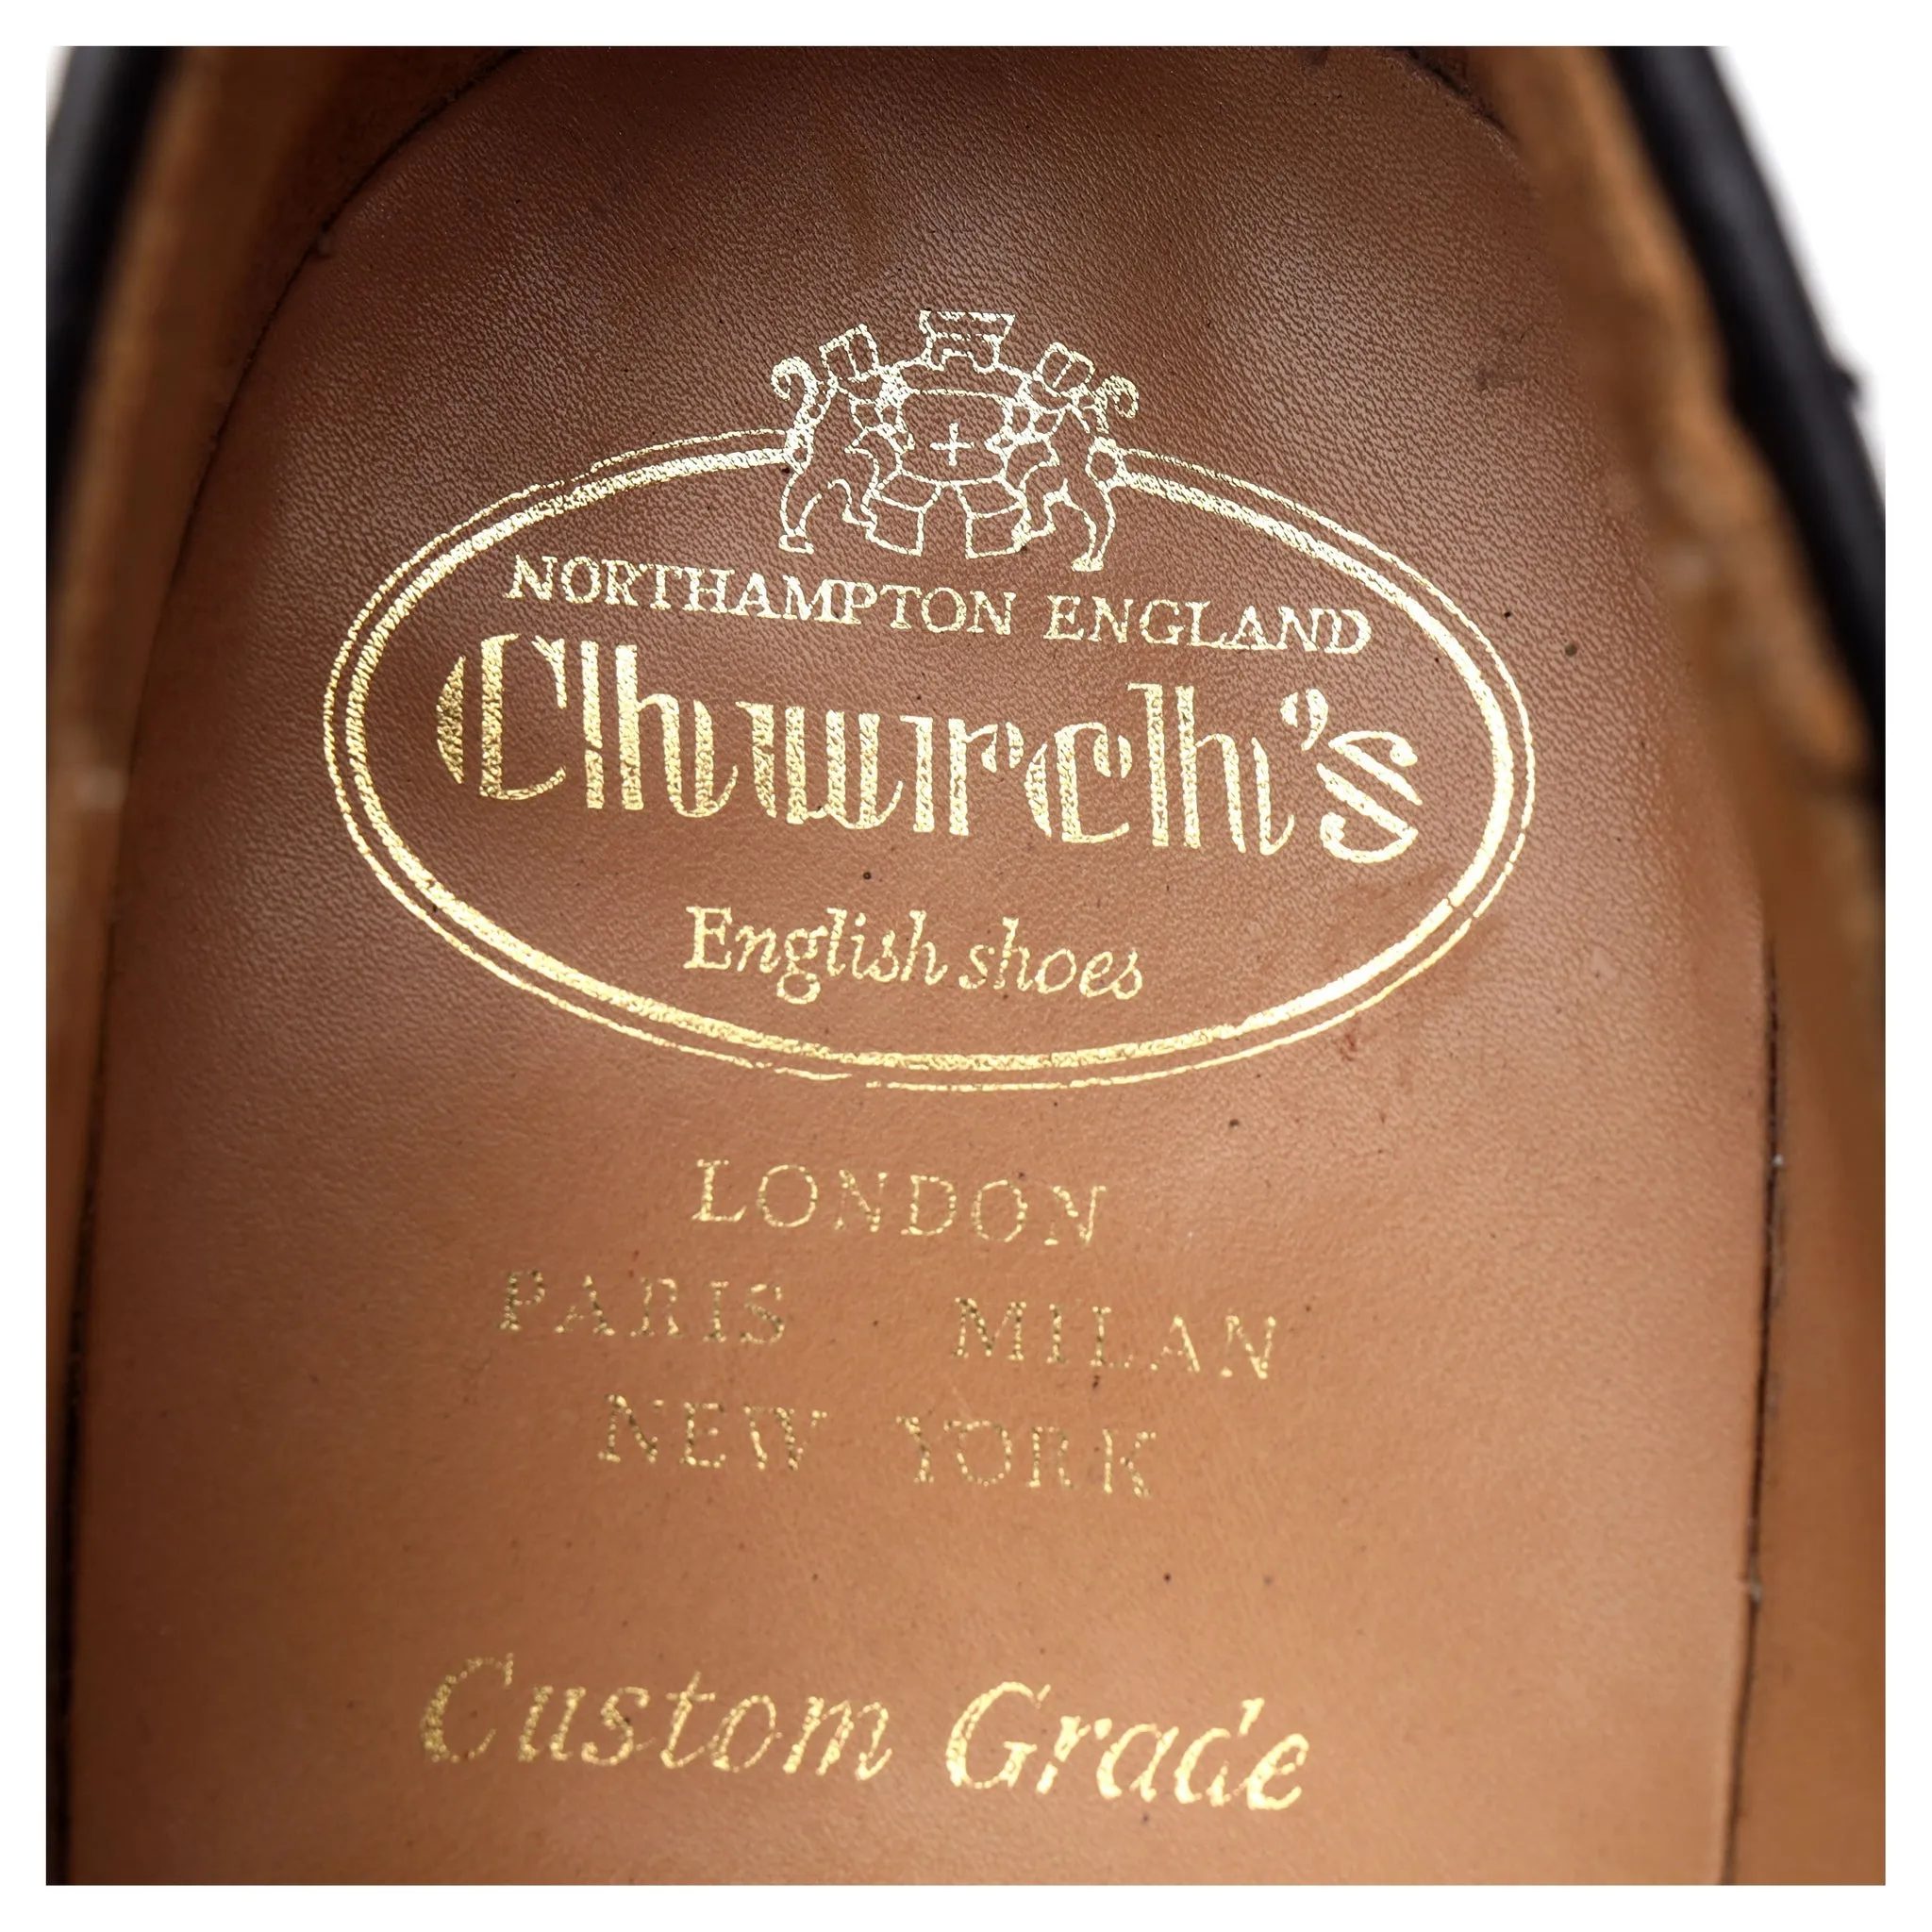 NORTHAMPTON ENGLAND
Church's
English shoes
LONDON
PARIS MILAN
NEW YORK
Custom Grade